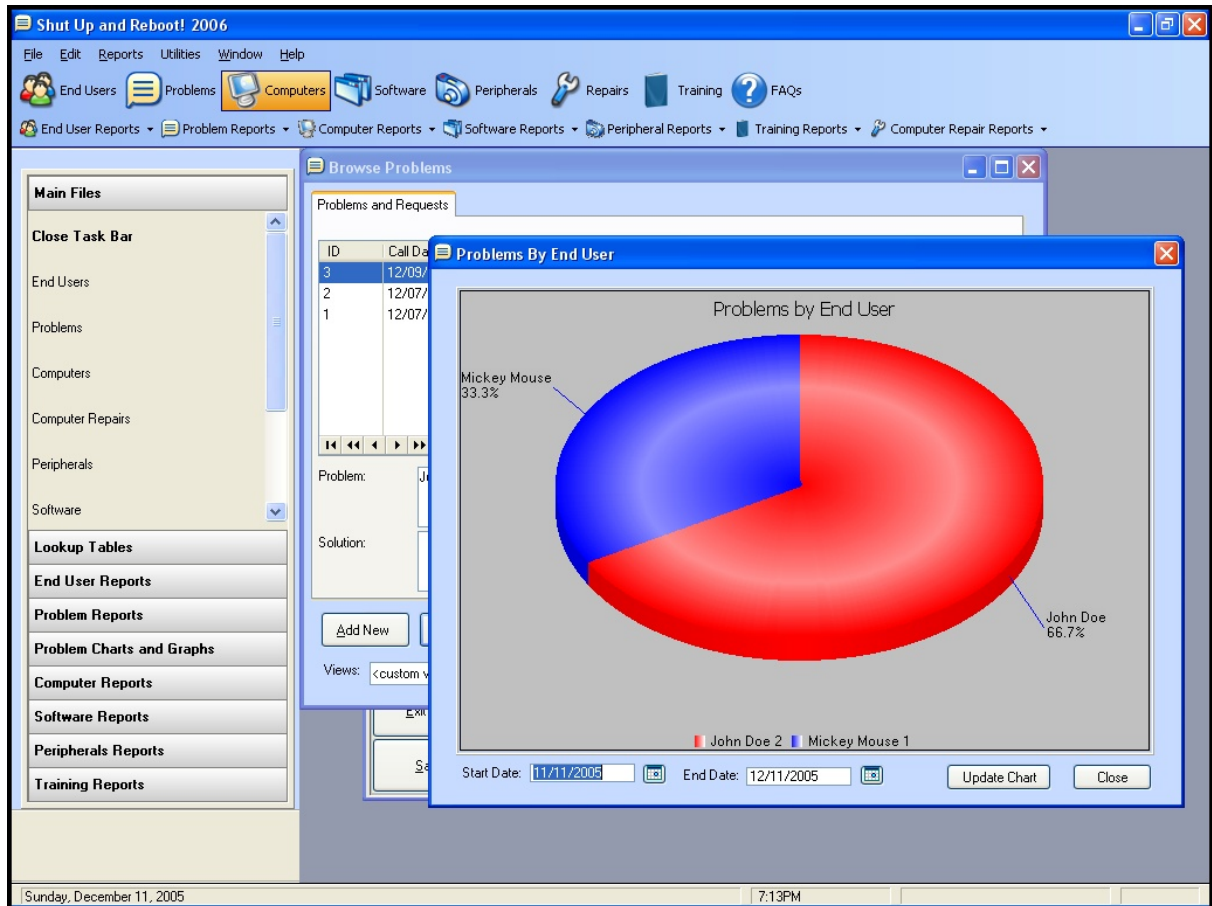 Shut Up and Reboot! 2006
File Edit Reports Utilities Window Help
End Users Problems Computers Software Peripherals Repairs Training FAQs
End User Reports Problem Reports Computer Reports Software Reports Peripheral Reports Training Reports Computer Repair Reports
Main Files
Close Task Bar
End Users
Problems
Computers
Computer Repairs
Peripherals
Software
Lookup Tables
End User Reports
Problem Reports
Problem Charts and Graphs
Computer Reports
Software Reports
Peripherals Reports
Training Reports
Browse Problems
Problems and Requests
ID Call Da
3 12/09/
2 12/07/
1 12/07/
Problem:
Solution:
Add New
Views: <custom v
Problems By End User
Problems by End User
Mickey Mouse
33.3%
John Doe
66.7%
John Doe 2 Mickey Mouse 1
Start Date: 11/11/2005 End Date: 12/11/2005 Update Chart Close
Sunday, December 11, 2005 7:13PM